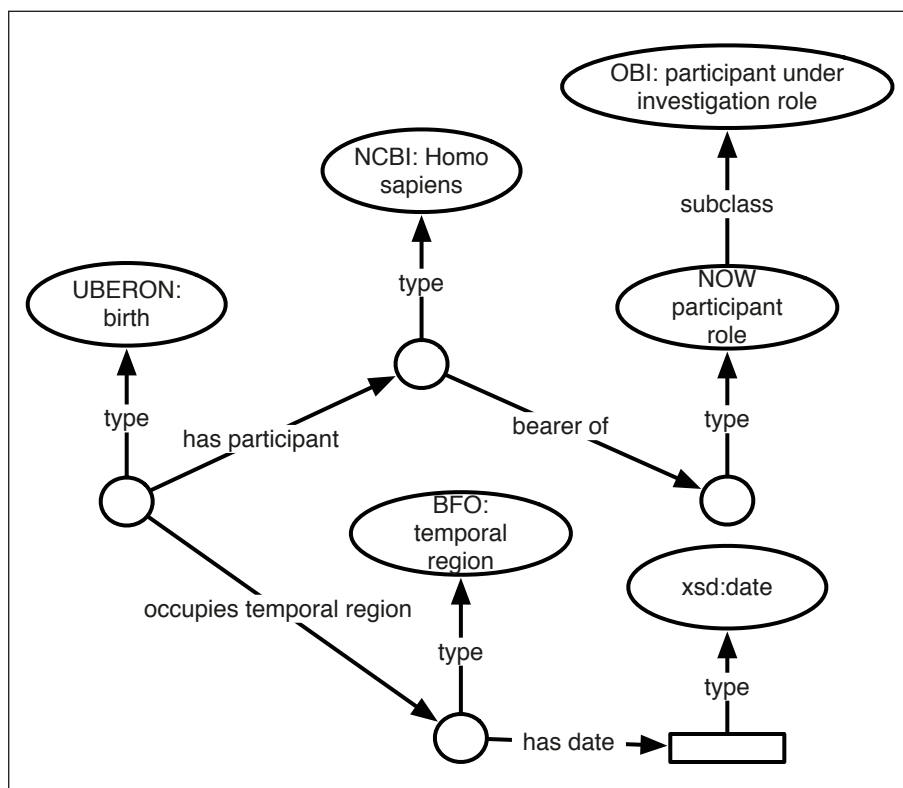 OBI: participant under
investigation role
NCBI: Homo
sapiens
subclass
type
UBERON:
birth
NOW
participant
role
type
has participant
bearer of
type
BFO:
temporal
region
xsd:date
occupies temporal region
type
type
has date